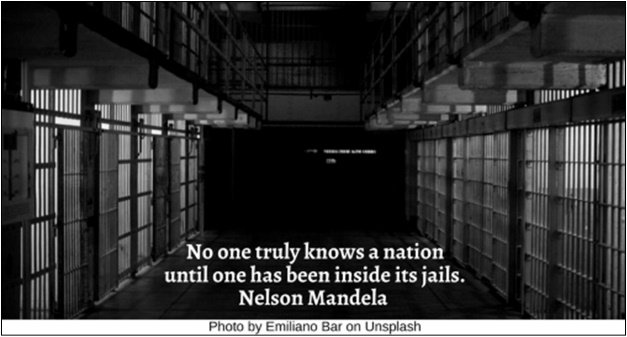 No one truly knows a nation
until one has been inside its jails.
Nelson Mandela
Photo by Emiliano Bar on Unsplash